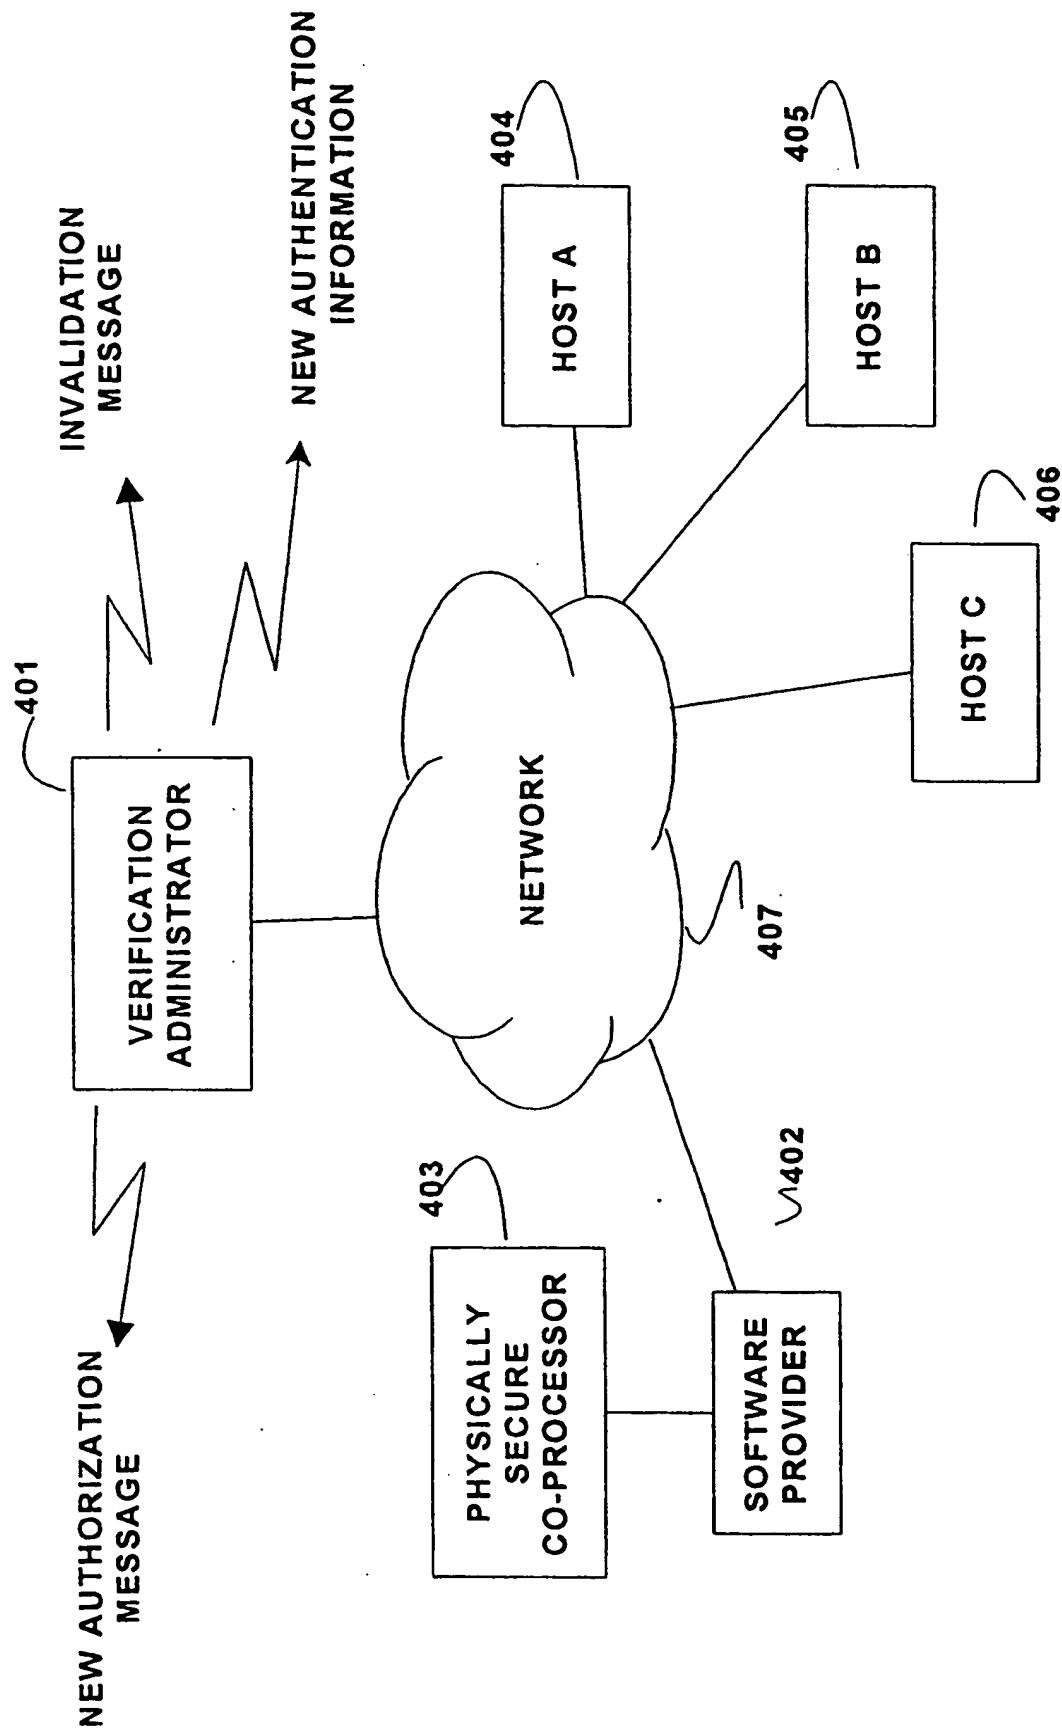 NEW AUTHORIZATION
MESSAGE
401
VERIFICATION
ADMINISTRATOR
INVALIDATION
MESSAGE
NEW AUTHENTICATION
INFORMATION
403
PHYSICALLY
SECURE
CO-PROCESSOR
NETWORK
404
HOST A
402
SOFTWARE
PROVIDER
407
405
HOST B
HOST C
406